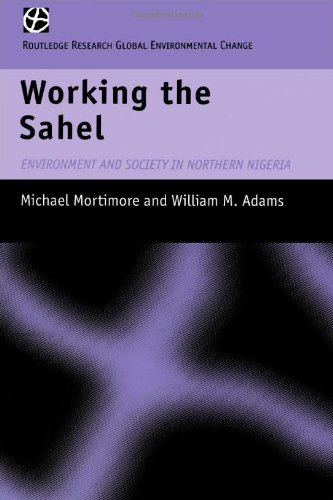 ROUTLEDGE RESEARCH GLOBAL ENVIRONMENTAL CHANGE
Working the
Sahel
ENVIRONMENT AND SOCIETY IN NORTHERN NIGERIA
Michael Mortimore and William M. Adams